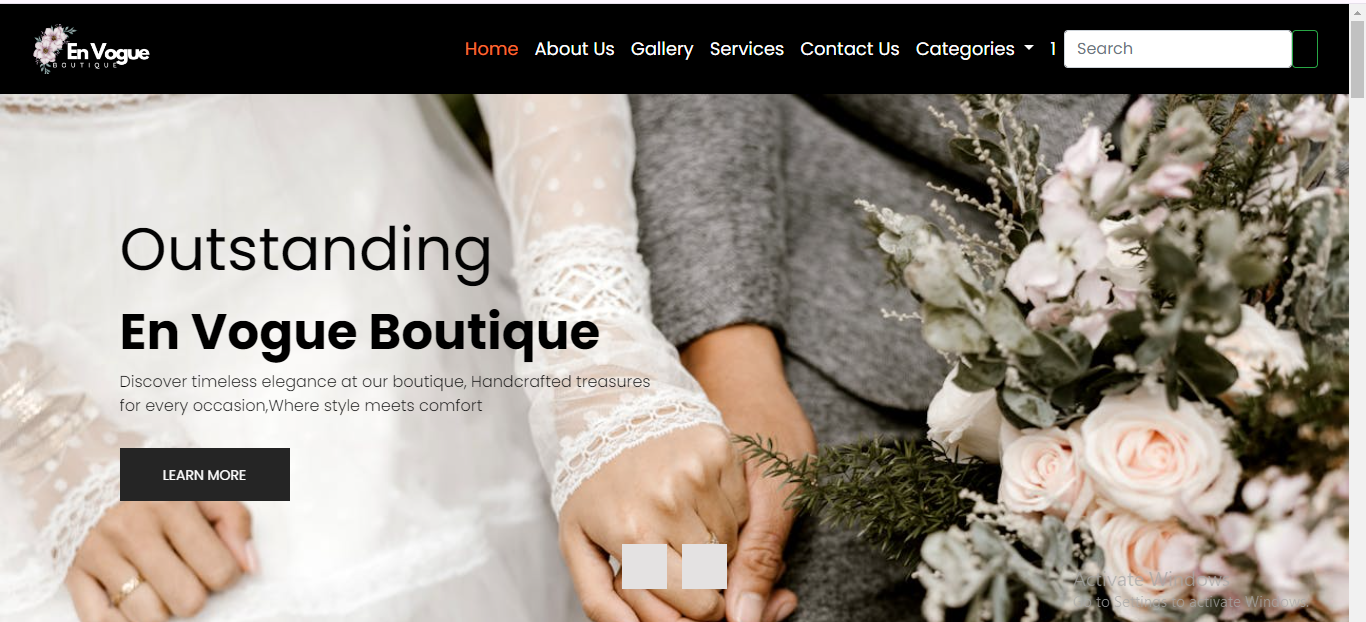 En Vogue
BOUTIQUE
Home About Us Gallery Services Contact Us Categories 1 Search
Outstanding
En Vogue Boutique
Discover timeless elegance at our boutique, Handcrafted treasures
for every occasion,Where style meets comfort
LEARN MORE
Activate Windows
Go to Settings to activate Windows.